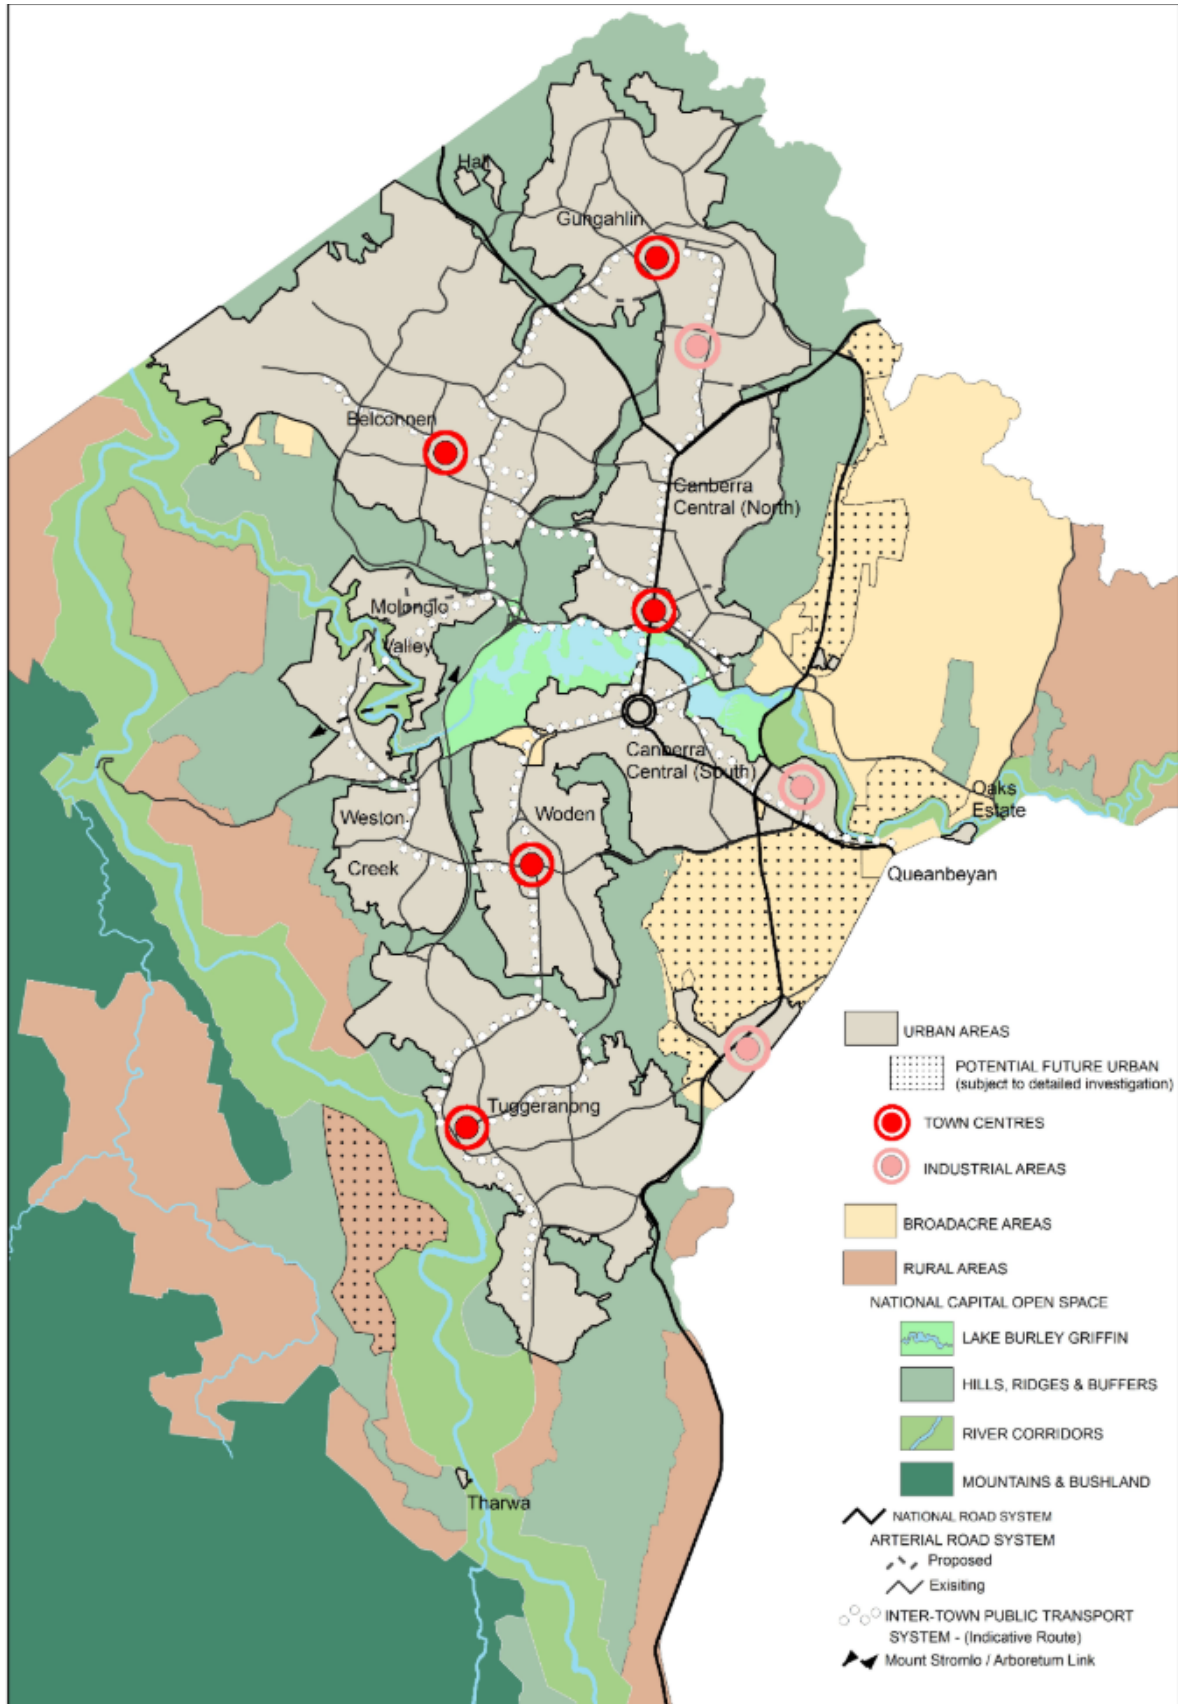 Hall
Gungahlin
Belconnen
Canberra
Central (North)
Molonglo
Valley
Canberra
Central (South)
Oaks
Estate
Weston
Creek
Woden
Queanbeyan
Tuggeranong
Tharwa
URBAN AREAS
POTENTIAL FUTURE URBAN
(subject to detailed investigation)
TOWN CENTRES
INDUSTRIAL AREAS
BROADACRE AREAS
RURAL AREAS
NATIONAL CAPITAL OPEN SPACE
LAKE BURLEY GRIFFIN
HILLS, RIDGES & BUFFERS
RIVER CORRIDORS
MOUNTAINS & BUSHLAND
NATIONAL ROAD SYSTEM
ARTERIAL ROAD SYSTEM
Proposed
Exisiting
INTER-TOWN PUBLIC TRANSPORT
SYSTEM - (Indicative Route)
Mount Stromlo / Arboretum Link